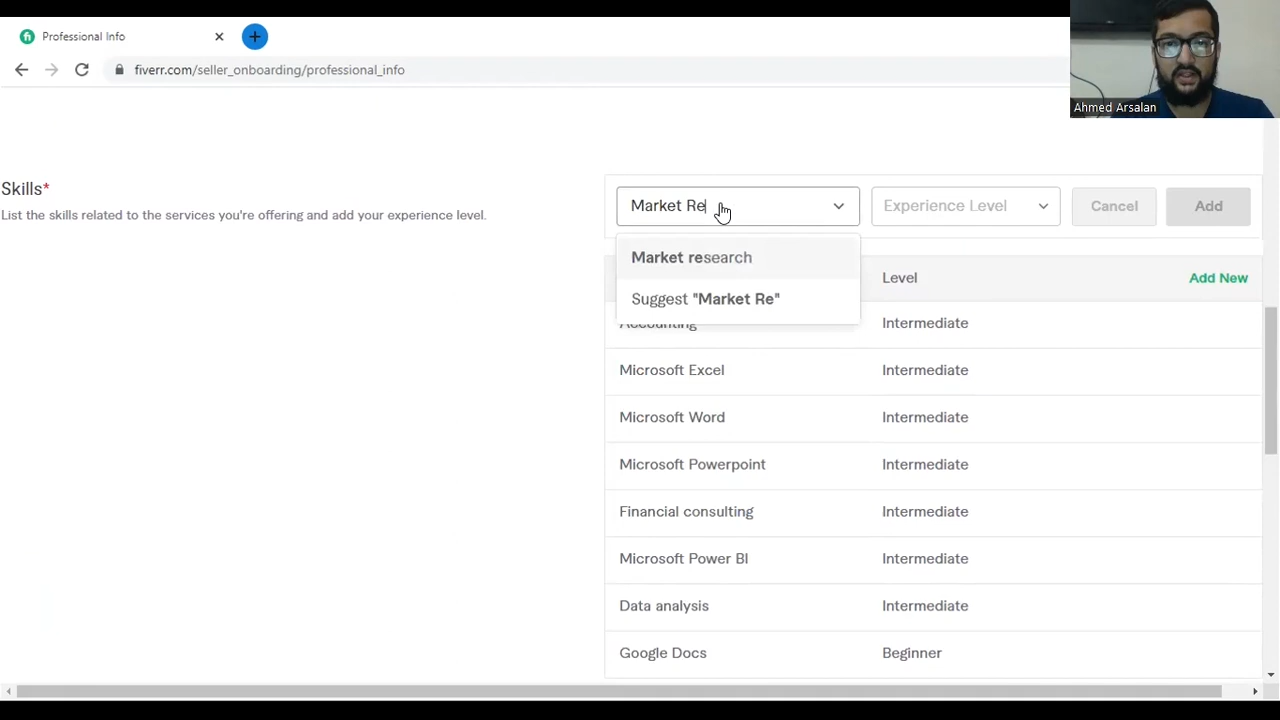 Professional Info
fiverr.com/seller_onboarding/professional_info
Ahmed Arsalan
Skills*
List the skills related to the services you're offering and add your experience level.
Market Re
Experience Level
Cancel
Add
Market research
Suggest "Market Re"
Level
Add New
Accounting
Intermediate
Microsoft Excel
Intermediate
Microsoft Word
Intermediate
Microsoft Powerpoint
Intermediate
Financial consulting
Intermediate
Microsoft Power BI
Intermediate
Data analysis
Intermediate
Google Docs
Beginner